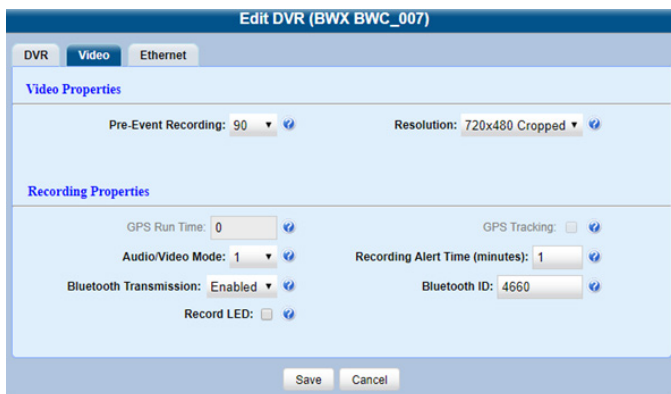 Edit DVR (BWX BWC_007)
DVR Video Ethernet
Video Properties
Pre-Event Recording: 90 Resolution: 720x480 Cropped
Recording Properties
GPS Run Time: 0 GPS Tracking:
Audio/Video Mode: 1 Recording Alert Time (minutes): 1
Bluetooth Transmission: Enabled Bluetooth ID: 4660
Record LED:
Save Cancel